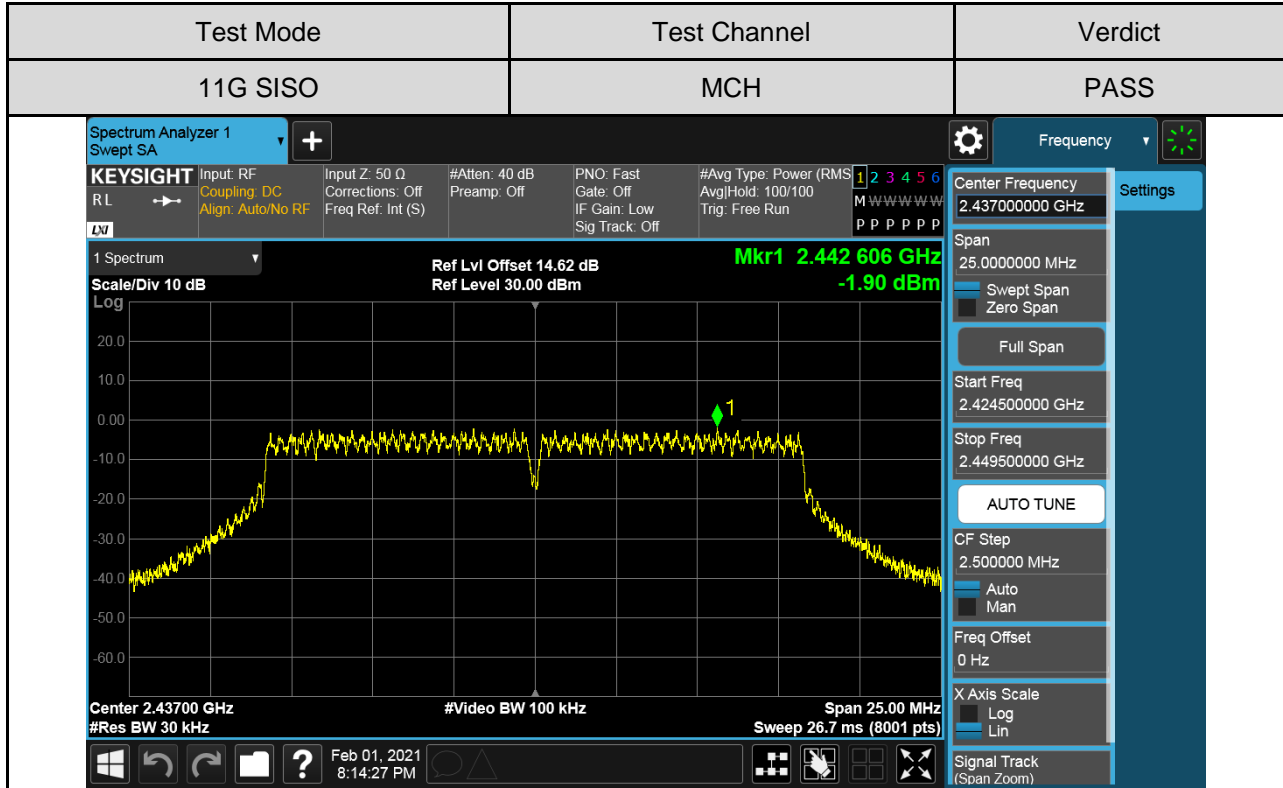 Test Mode Test Channel Verdict
11G SISO MCH PASS
Spectrum Analyzer 1
Swept SA
+
Frequency
KEYSIGHT Input: RF Input Z: 50 Ω #Atten: 40 dB PNO: Fast #Avg Type: Power (RMS 1 2 3 4 5 6
R L Coupling: DC Corrections: Off Preamp: Off Gate: Off Avg|Hold: 100/100 M W W W W W
Align: Auto/No RF Freq Ref: Int (S) IF Gain: Low Trig: Free Run
LXI Sig Track: Off P P P P P P
1 Spectrum
Scale/Div 10 dB
Ref Lvl Offset 14.62 dB
Ref Level 30.00 dBm
Mkr1 2.442 606 GHz
-1.90 dBm
Log
20.0
10.0
0.00
-10.0
-20.0
-30.0
-40.0
-50.0
-60.0
1
Center 2.43700 GHz #Video BW 100 kHz Span 25.00 MHz
#Res BW 30 kHz Sweep 26.7 ms (8001 pts)
Center Frequency
2.437000000 GHz
Settings
Span
25.0000000 MHz
Swept Span
Zero Span
Full Span
Start Freq
2.424500000 GHz
Stop Freq
2.449500000 GHz
AUTO TUNE
CF Step
2.500000 MHz
Auto
Man
Freq Offset
0 Hz
X Axis Scale
Log
Lin
Signal Track
(Span Zoom)
?
Feb 01, 2021
8:14:27 PM